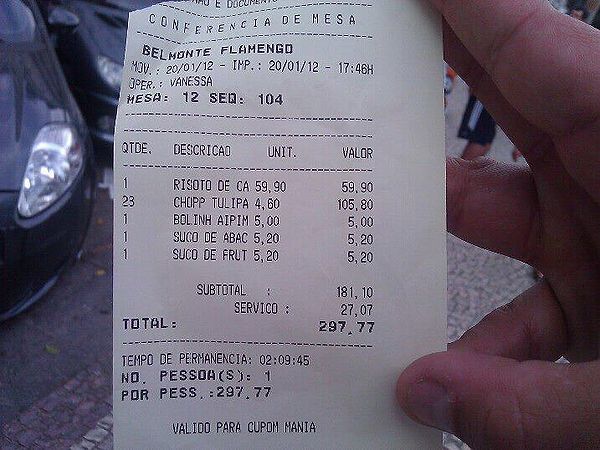 E DOCUMENTO
CONFERENCIA DE MESA
BELMONTE FLAMENGO
MOV.: 20/01/12 - IMP.: 20/01/12 - 17:46H
OPER.: VANESSA
MESA: 12 SEQ: 104
QTDE. DESCRICAO UNIT. VALOR
1 RISOTO DE CA 59,90 59,90
23 CHOPP TULIPA 4,60 105,80
1 BOLINH AIPIM 5,00 5,00
1 SUCO DE ABAC 5,20 5,20
1 SUCO DE FRUT 5,20 5,20
SUBTOTAL : 181,10
SERVICO : 27,07
TOTAL: 297,77
TEMPO DE PERMANENCIA: 02:09:45
NO. PESSOA(S): 1
POR PESS.:297,77
VALIDO PARA CUPOM MANIA